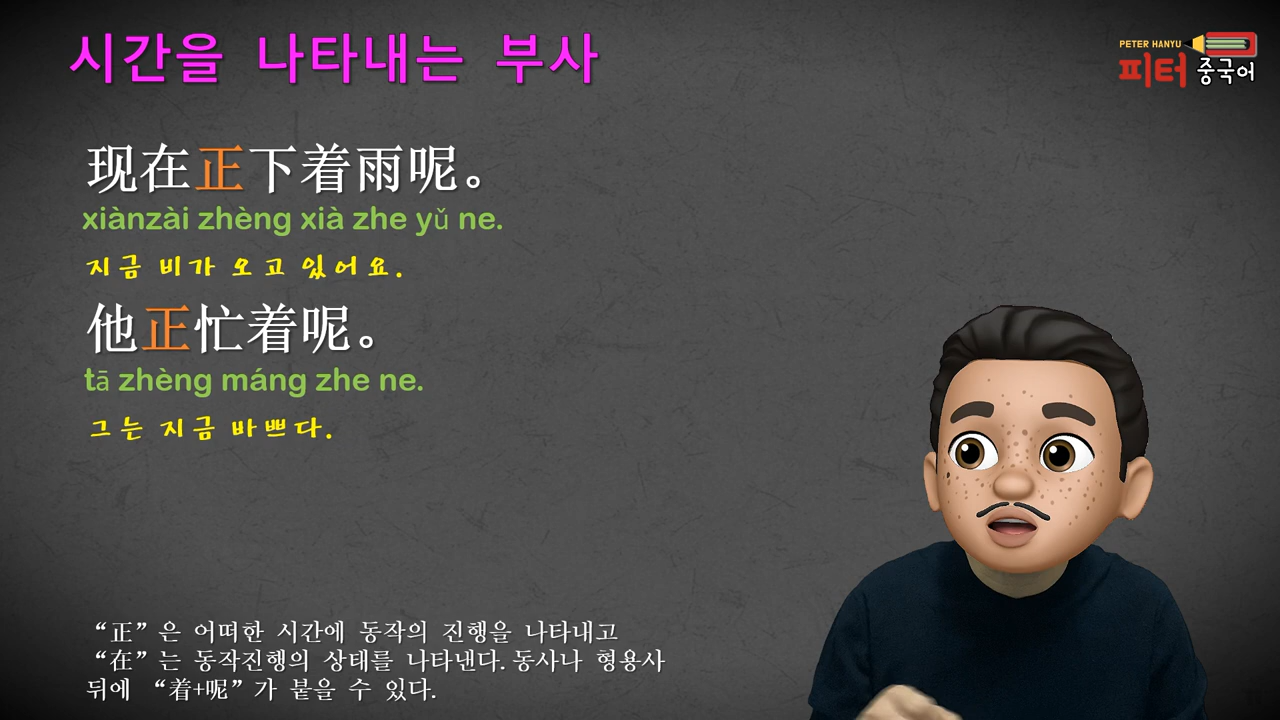 시간을 나타내는 부사
PETER HANYU
피터 중국어
现在正下着雨呢。
xiànzài zhèng xià zhe yǔ ne.
지금 비가 오고 있어요.
他正忙着呢。
tā zhèng máng zhe ne.
그는 지금 바쁘다.
“正”은 어떠한 시간에 동작의 진행을 나타내고
“在”는 동작진행의 상태를 나타낸다. 동사나 형용사
뒤에 “着+呢”가 붙을 수 있다.